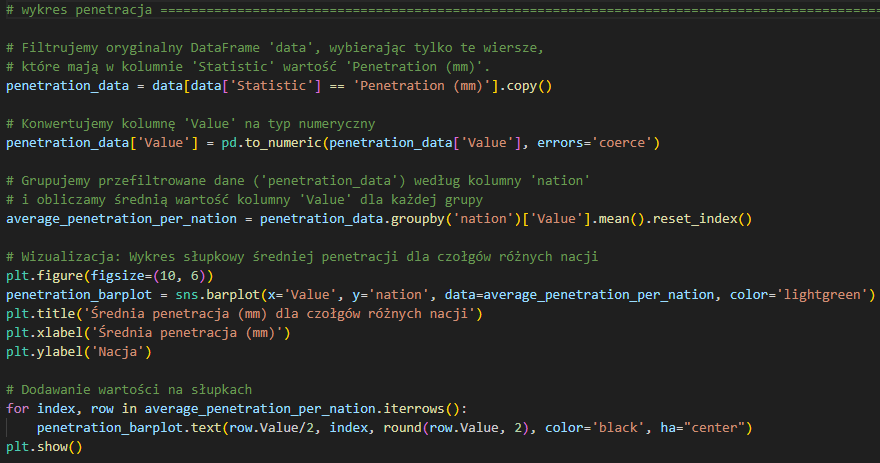 # wykres penetracja ==============================================================================================
# Filtrujemy oryginalny DataFrame 'data', wybierając tylko te wiersze,
# które mają w kolumnie 'Statistic' wartość 'Penetration (mm)'.
penetration_data = data[data['Statistic'] == 'Penetration (mm)'].copy()
# Konwertujemy kolumnę 'Value' na typ numeryczny
penetration_data['Value'] = pd.to_numeric(penetration_data['Value'], errors='coerce')
# Grupujemy przefiltrowane dane ('penetration_data') według kolumny 'nation'
# i obliczamy średnią wartość kolumny 'Value' dla każdej grupy
average_penetration_per_nation = penetration_data.groupby('nation')['Value'].mean().reset_index()
# Wizualizacja: Wykres słupkowy średniej penetracji dla czołgów różnych nacji
plt.figure(figsize=(10, 6))
penetration_barplot = sns.barplot(x='Value', y='nation', data=average_penetration_per_nation, color='lightgreen')
plt.title('Średnia penetracja (mm) dla czołgów różnych nacji')
plt.xlabel('Średnia penetracja (mm)')
plt.ylabel('Nacja')
# Dodawanie wartości na słupkach
for index, row in average_penetration_per_nation.iterrows():
    penetration_barplot.text(row.Value/2, index, round(row.Value, 2), color='black', ha="center")
plt.show()